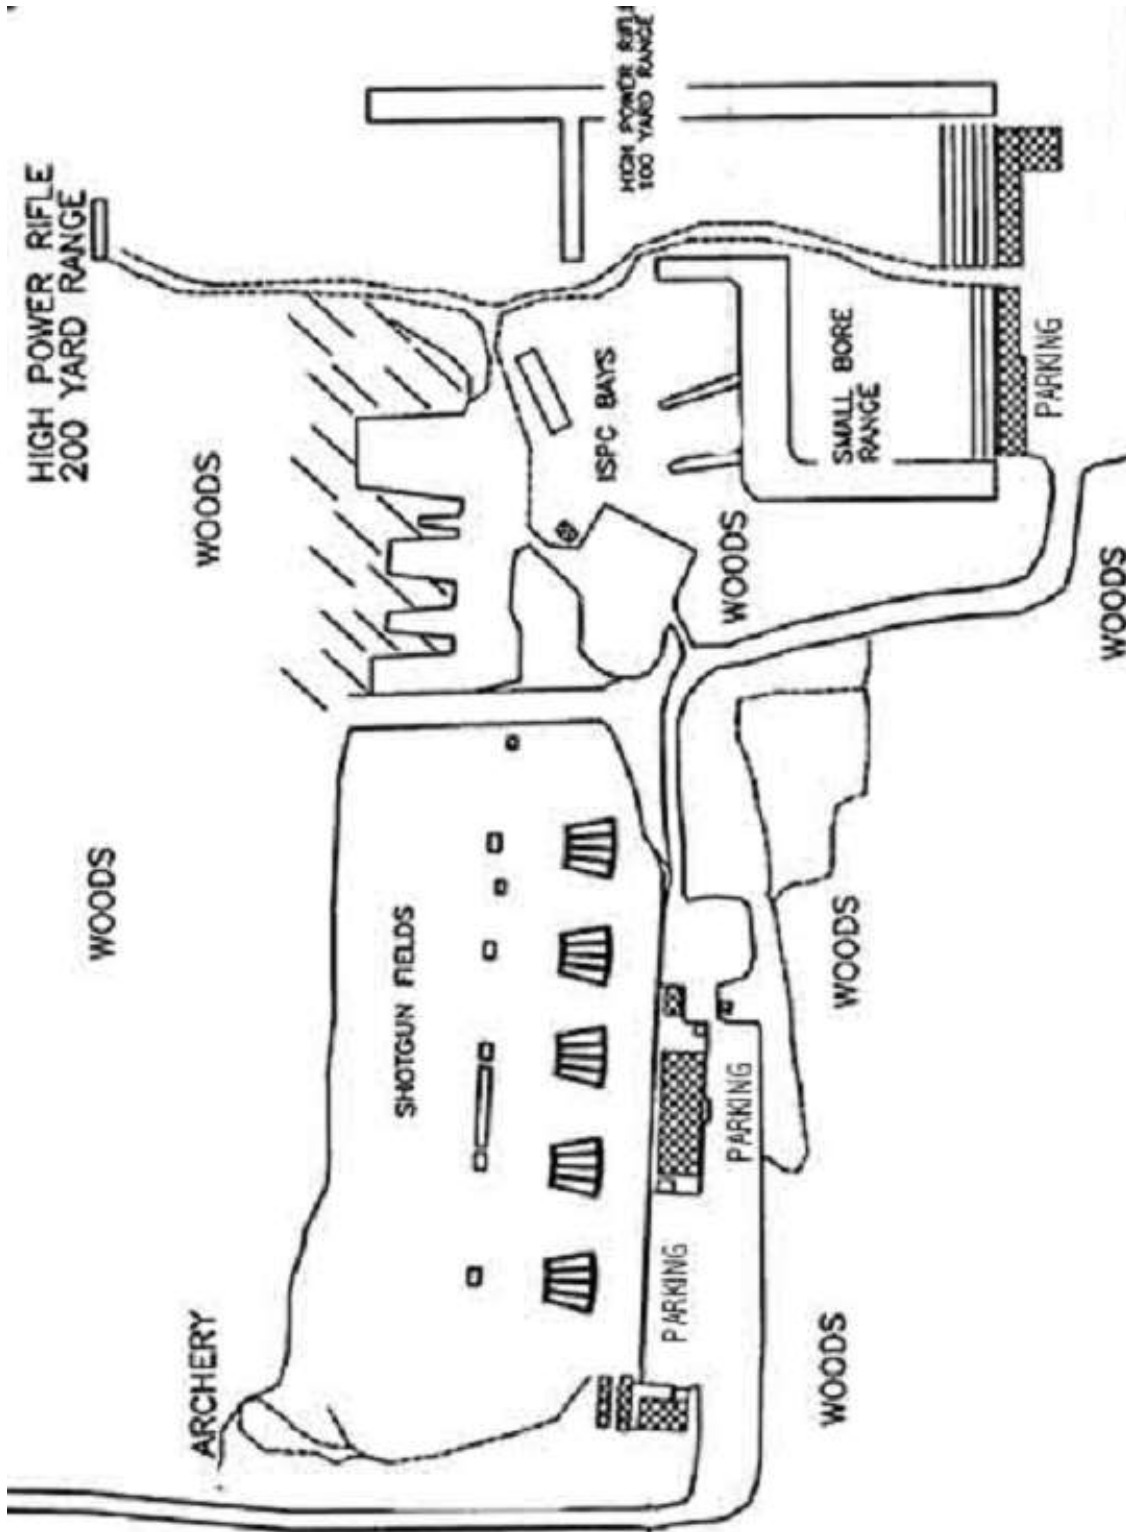 HIGH POWER RIFLE
200 YARD RANGE
WOODS
ARCHERY
WOODS
SHOTGUN FIELDS
ISPC BAYS
HIGH POWER RIFLE
100 YARD RANGE
PARKING
WOODS
PARKING
WOODS
WOODS
SMALL BORE
RANGE
PARKING
WOODS